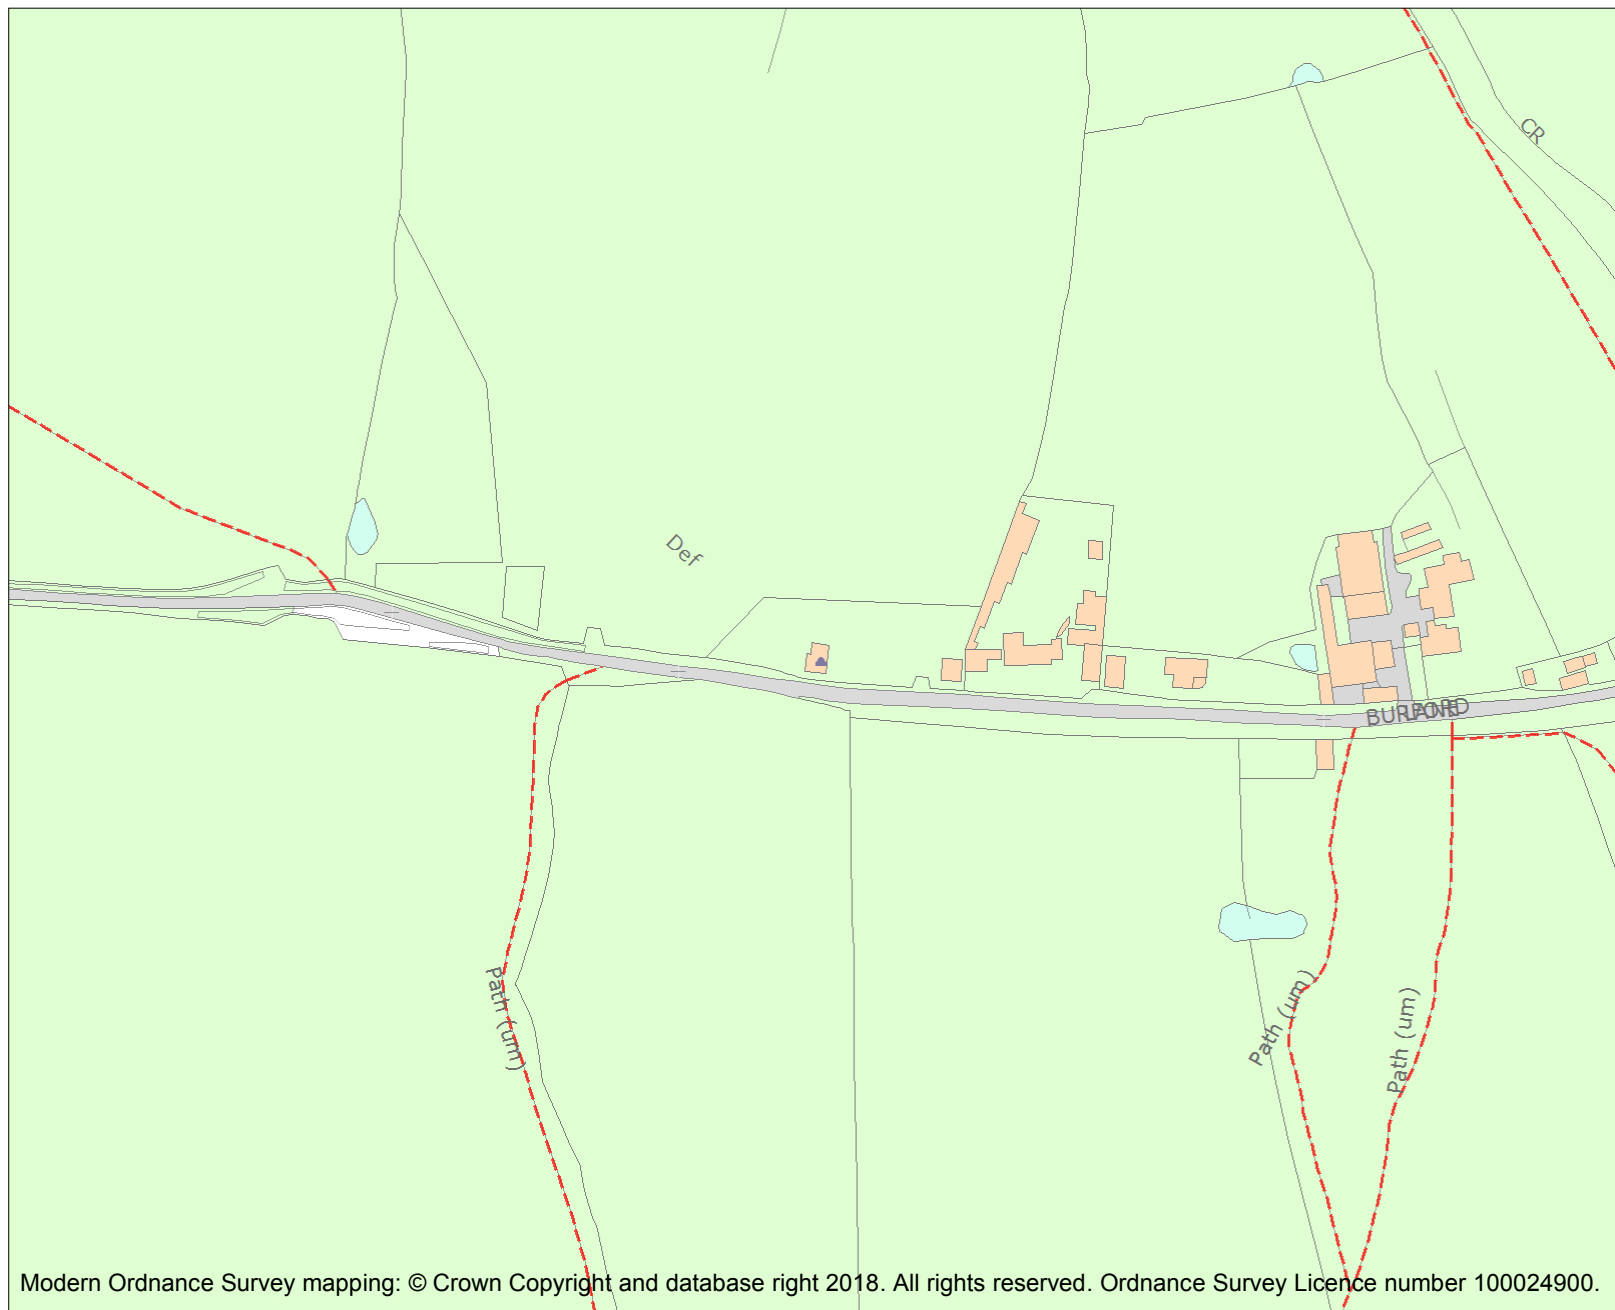 CR
Def
BURFORD
LANE
Path (um)
Path (um)
Path (um)
Modern Ordnance Survey mapping: © Crown Copyright and database right 2018. All rights reserved. Ordnance Survey Licence number 100024900.